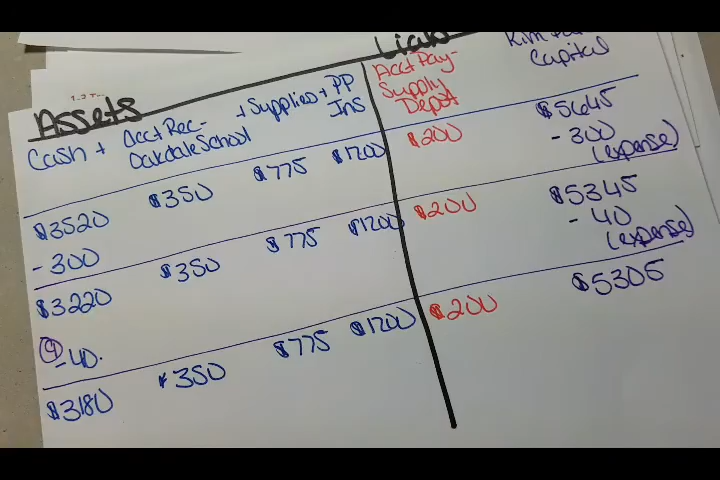 Assets
Cash + Acct Rec- Oakdale School + Supplies + PP Ins
Acct Pay- Supply Depot
Capital
$3520 $350 $775 $1200 $200 $5645
- 300 - 300 (expense)
$3220 $350 $775 $1200 $200 $5345
9 - 40 - 40 (expense)
$3180 $350 $775 $1200 $200 $5305